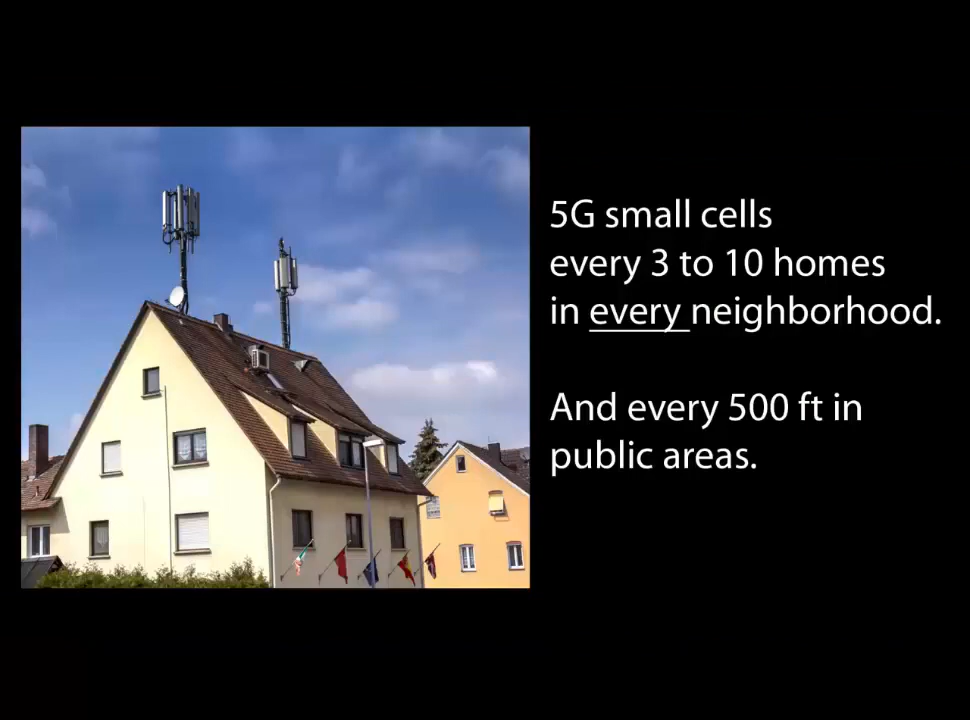 5G small cells
every 3 to 10 homes
in every neighborhood.
And every 500 ft in
public areas.